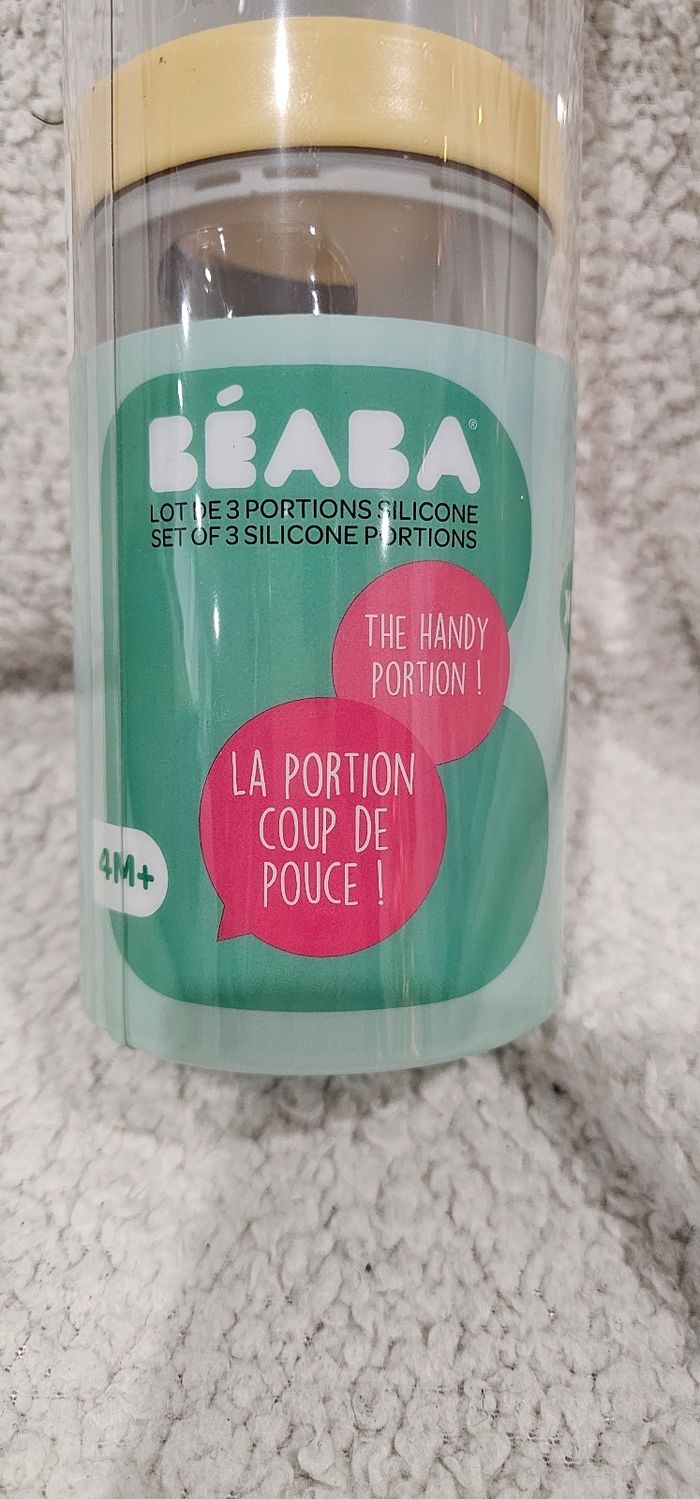 BÉABA®
LOT DE 3 PORTIONS SILICONE
SET OF 3 SILICONE PORTIONS
THE HANDY
PORTION !
LA PORTION
COUP DE
POUCE !
4M+